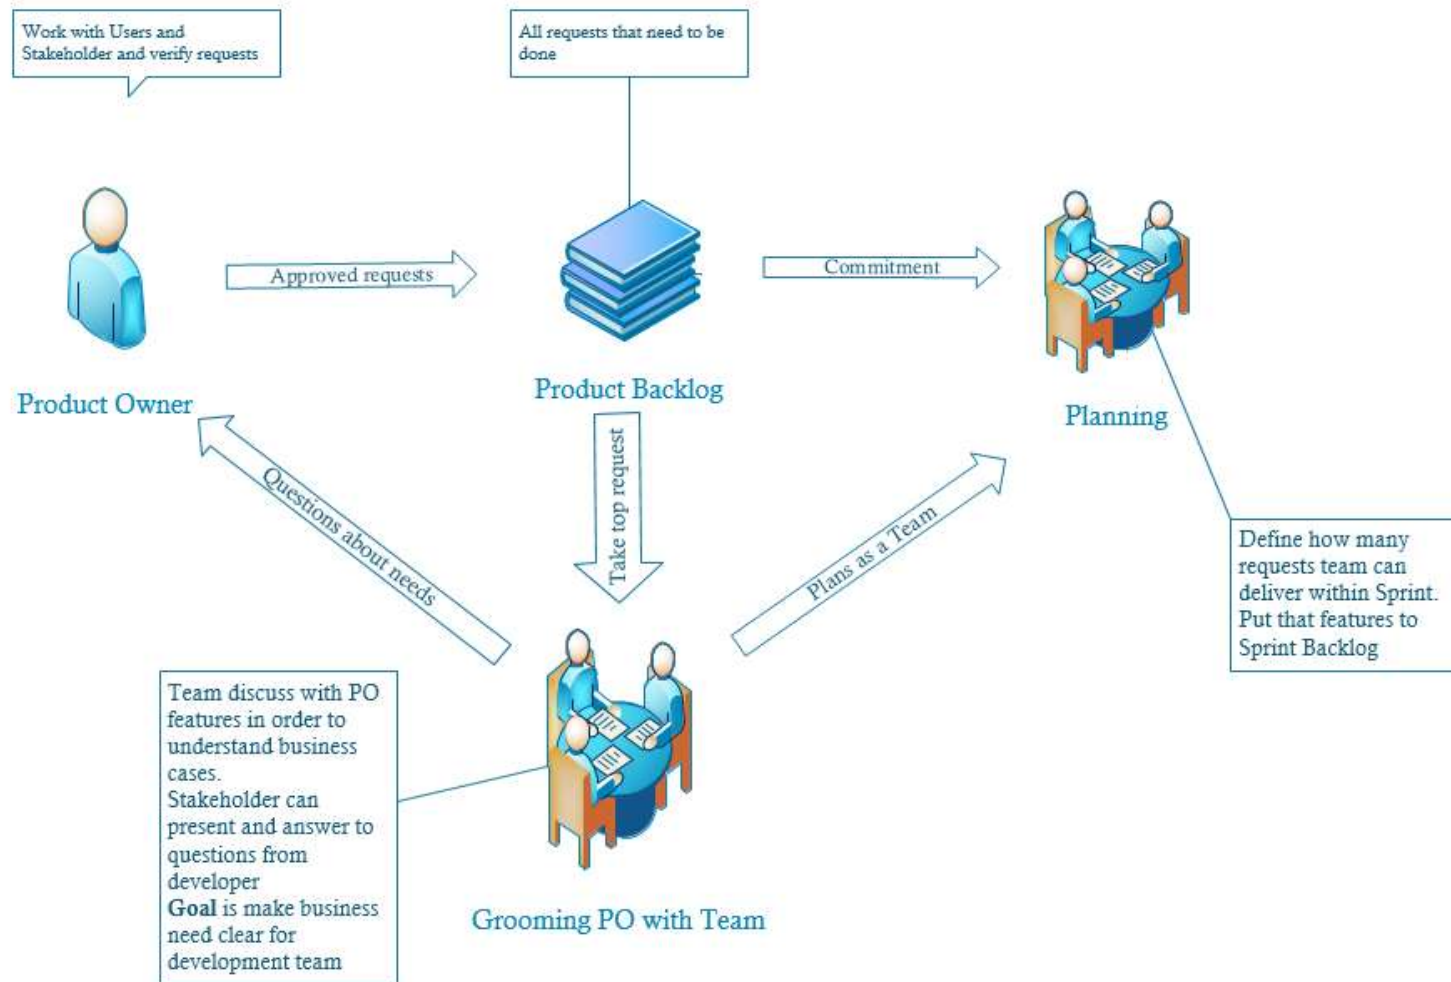 Work with Users and
Stakeholder and verify requests
All requests that need to be
done
Approved requests
Commitment
Product Owner
Product Backlog
Planning
Questions about needs
Take top request
Plans as a Team
Define how many
requests team can
deliver within Sprint.
Put that features to
Sprint Backlog
Team discuss with PO
features in order to
understand business
cases.
Stakeholder can
present and answer to
questions from
developer
Goal is make business
need clear for
development team
Grooming PO with Team